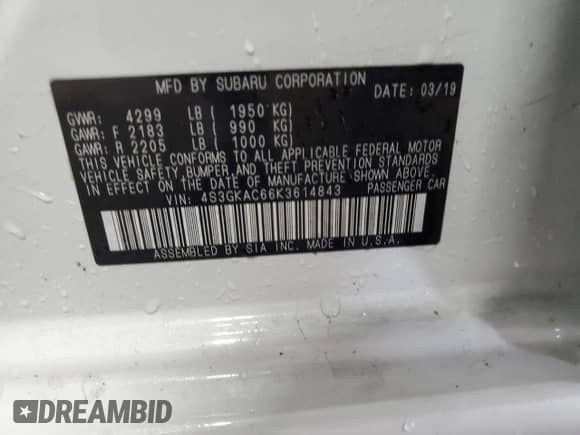 MFD BY SUBARU CORPORATION
DATE: 03/19
GVWR: 4299 LB ( 1950 KG)
GAWR: F 2183 LB ( 990 KG)
GAWR: R 2205 LB ( 1000 KG)
THIS VEHICLE CONFORMS TO ALL APPLICABLE FEDERAL MOTOR
VEHICLE SAFETY, BUMPER AND THEFT PREVENTION STANDARDS
IN EFFECT ON THE DATE OF MANUFACTURE SHOWN ABOVE.
VIN: 4S3GKAC66K3614843 PASSENGER CAR
ASSEMBLED BY SIA INC. MADE IN U.S.A.
DREAMBID